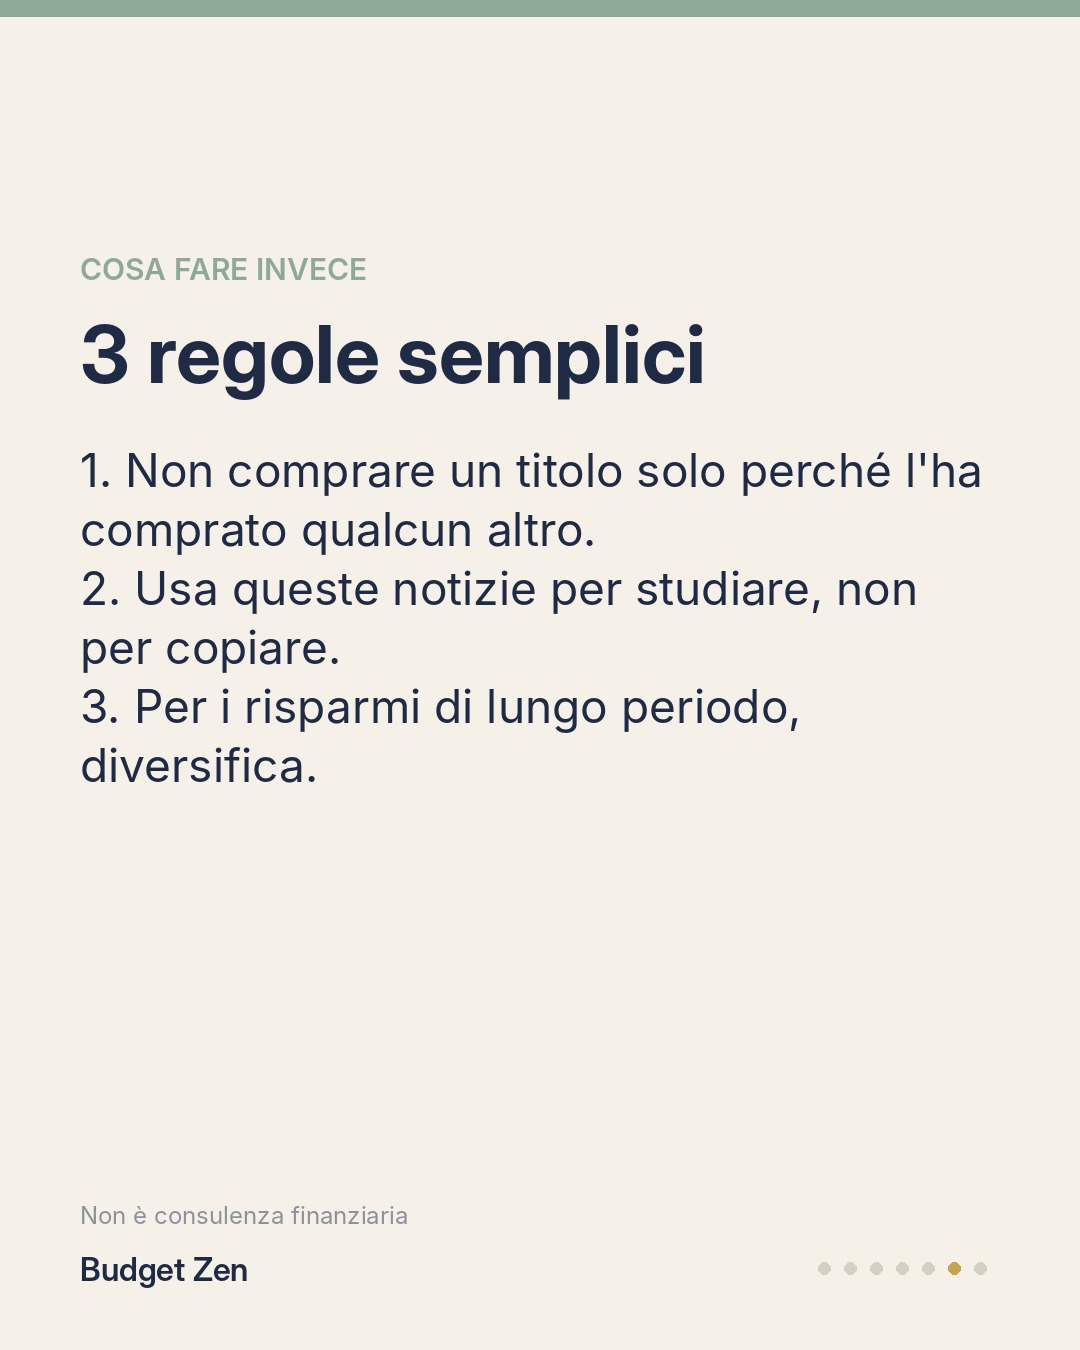 COSA FARE INVECE
3 regole semplici
1. Non comprare un titolo solo perché l'ha
comprato qualcun altro.
2. Usa queste notizie per studiare, non
per copiare.
3. Per i risparmi di lungo periodo,
diversifica.
Non è consulenza finanziaria
Budget Zen